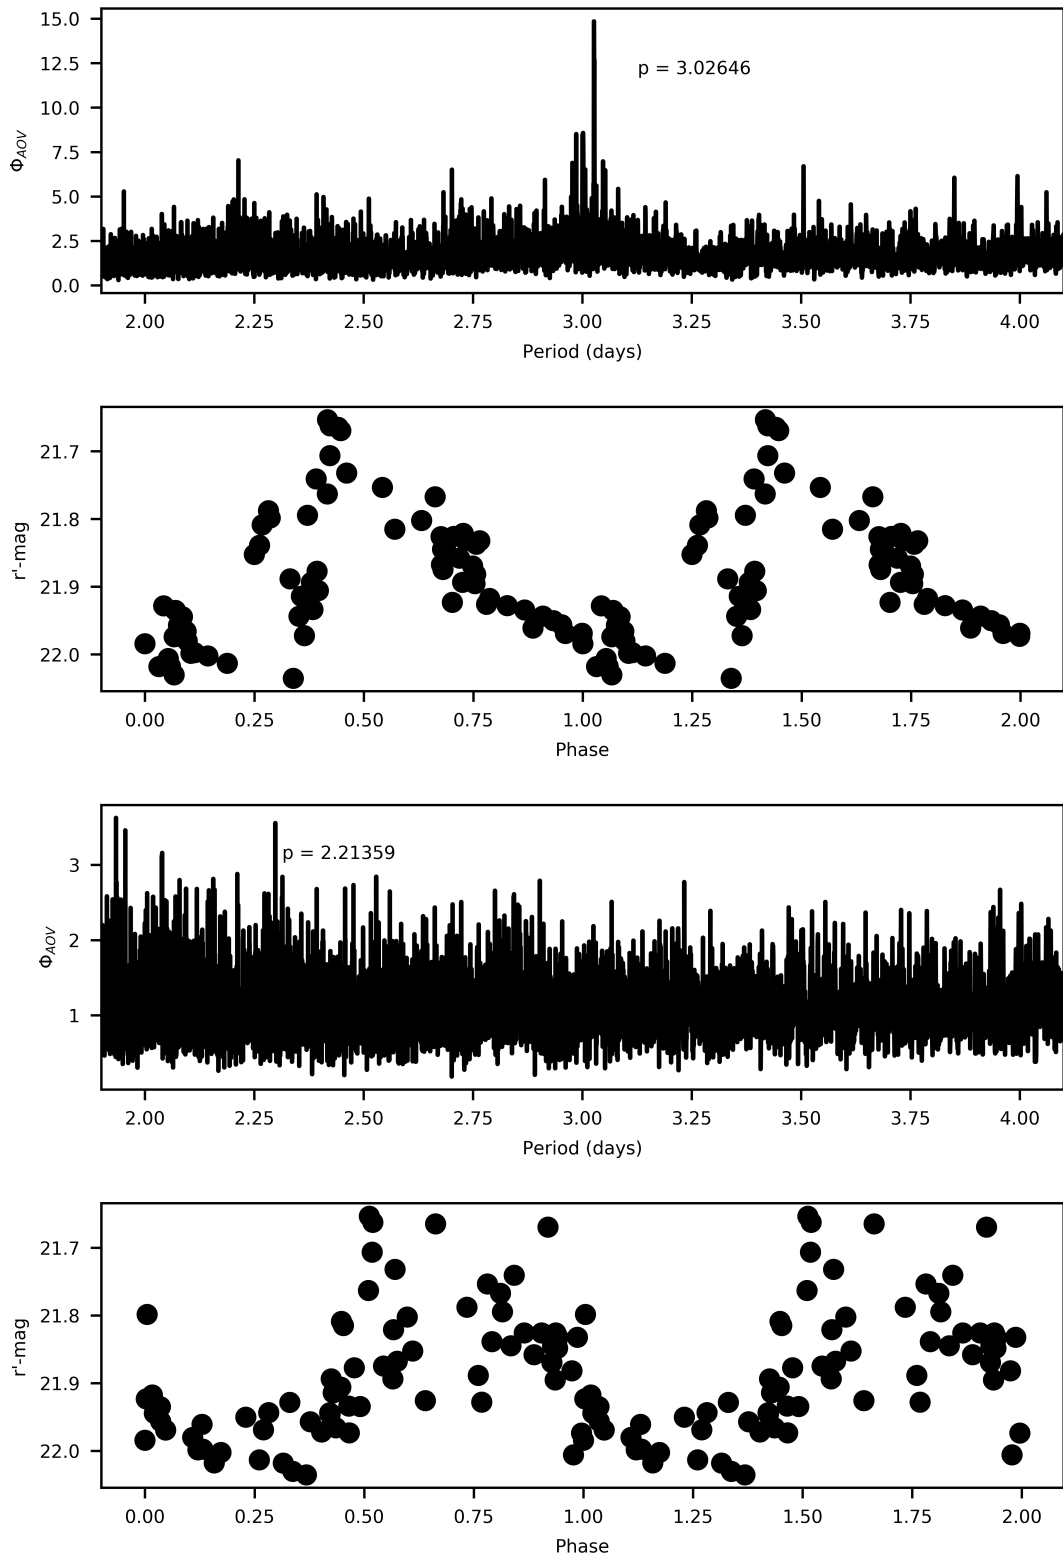 15.0
12.5
10.0
7.5
5.0
2.5
0.0
Φ_AOV
p = 3.02646
2.00 2.25 2.50 2.75 3.00 3.25 3.50 3.75 4.00
Period (days)
21.7
21.8
21.9
22.0
r'-mag
0.00 0.25 0.50 0.75 1.00 1.25 1.50 1.75 2.00
Phase
3
2
1
Φ_AOV
p = 2.21359
2.00 2.25 2.50 2.75 3.00 3.25 3.50 3.75 4.00
Period (days)
21.7
21.8
21.9
22.0
r'-mag
0.00 0.25 0.50 0.75 1.00 1.25 1.50 1.75 2.00
Phase